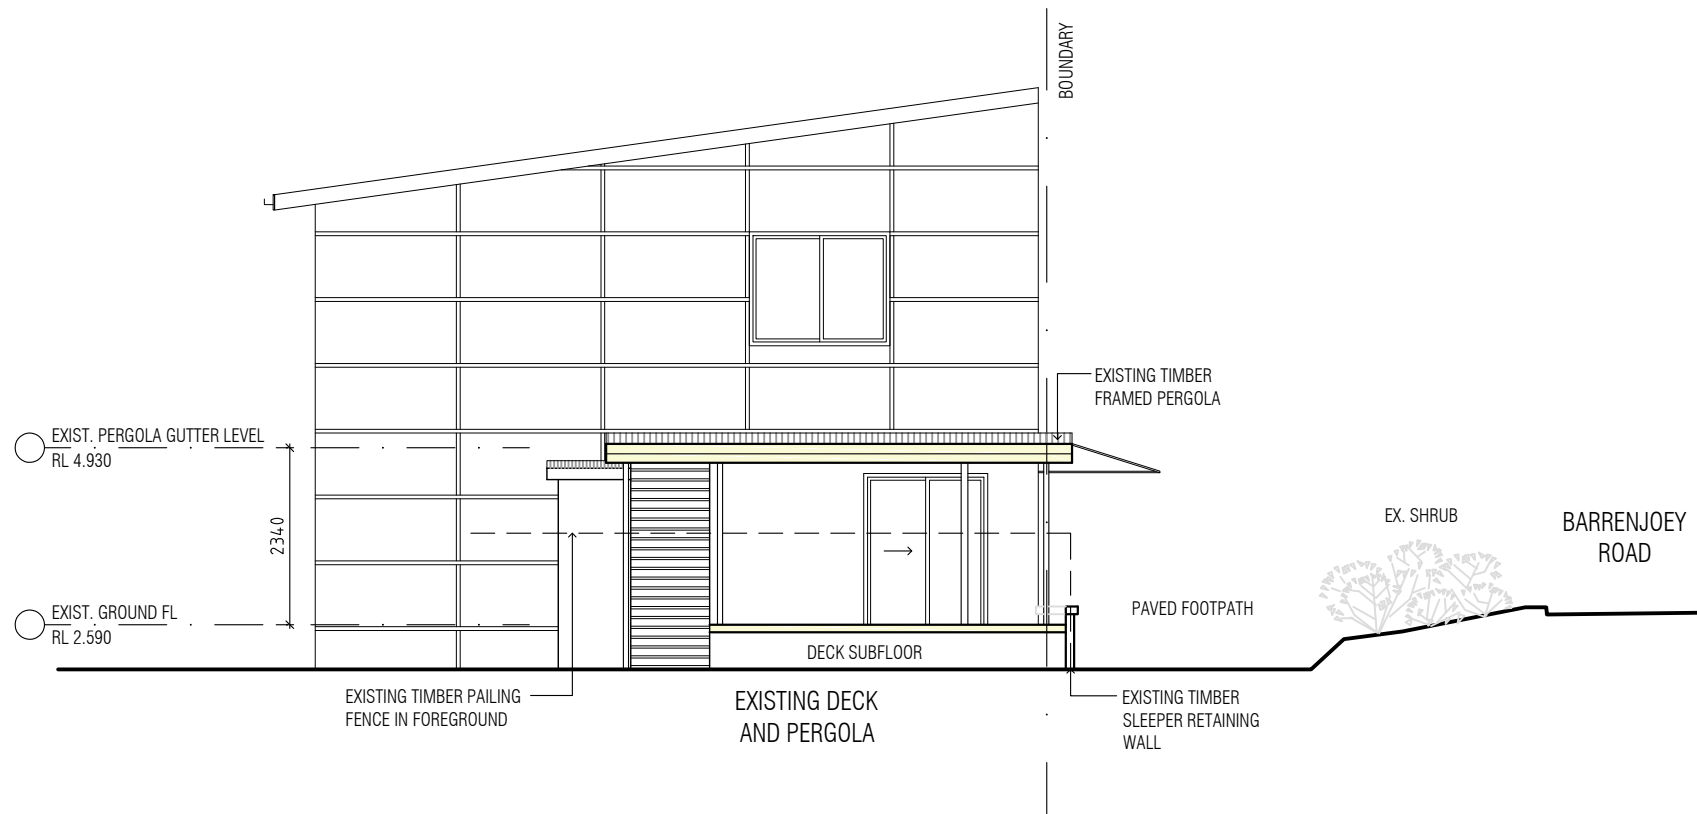 BOUNDARY
EXISTING TIMBER
FRAMED PERGOLA
EXIST. PERGOLA GUTTER LEVEL
RL 4.930
2340
EX. SHRUB
BARRENJOEY
ROAD
EXIST. GROUND FL
RL 2.590
PAVED FOOTPATH
DECK SUBFLOOR
EXISTING TIMBER PAILING
FENCE IN FOREGROUND
EXISTING DECK
AND PERGOLA
EXISTING TIMBER
SLEEPER RETAINING
WALL